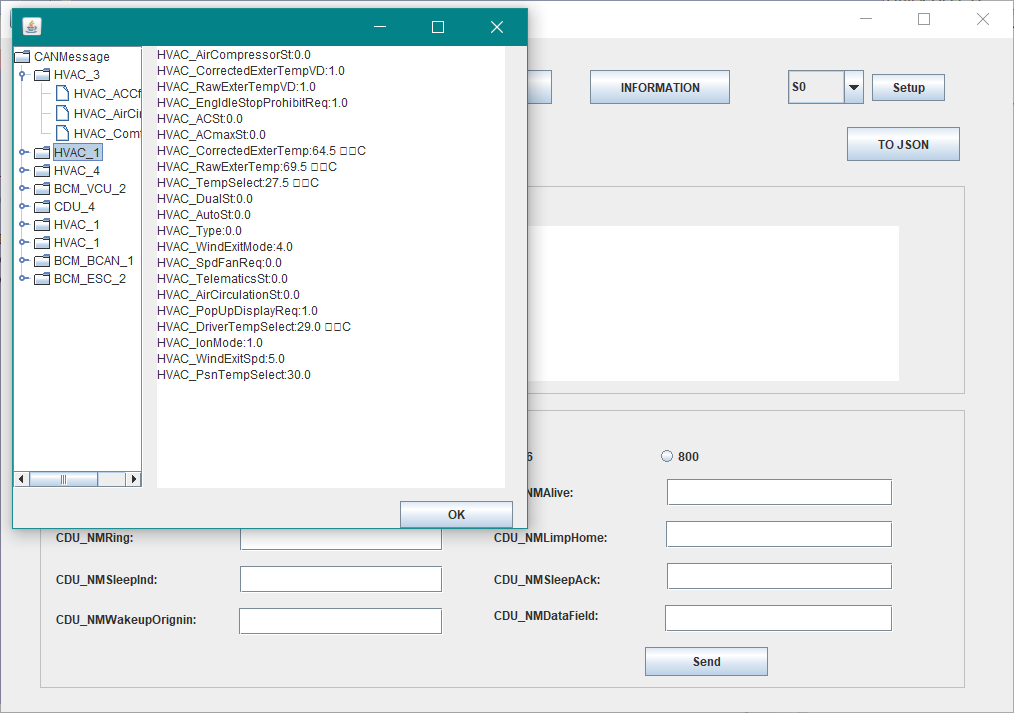 CANMessage
HVAC_3
HVAC_ACCf
HVAC_AirCi
HVAC_Com
HVAC_1
HVAC_4
BCM_VCU_2
CDU_4
HVAC_1
HVAC_1
BCM_BCAN_1
BCM_ESC_2
HVAC_AirCompressorSt:0.0
HVAC_CorrectedExterTempVD:1.0
HVAC_RawExterTempVD:1.0
HVAC_EngIdleStopProhibitReq:1.0
HVAC_ACSt:0.0
HVAC_ACmaxSt:0.0
HVAC_CorrectedExterTemp:64.5 □□C
HVAC_RawExterTemp:69.5 □□C
HVAC_TempSelect:27.5 □□C
HVAC_DualSt:0.0
HVAC_AutoSt:0.0
HVAC_Type:0.0
HVAC_WindExitMode:4.0
HVAC_SpdFanReq:0.0
HVAC_TelematicsSt:0.0
HVAC_AirCirculationSt:0.0
HVAC_PopUpDisplayReq:1.0
HVAC_DriverTempSelect:29.0 □□C
HVAC_IonMode:1.0
HVAC_WindExitSpd:5.0
HVAC_PsnTempSelect:30.0
OK
INFORMATION
S0
Setup
TO JSON
6
800
NMAlive:
CDU_NMRing:
CDU_NMLimpHome:
CDU_NMSleepInd:
CDU_NMSleepAck:
CDU_NMWakeupOrignin:
CDU_NMDataField:
Send